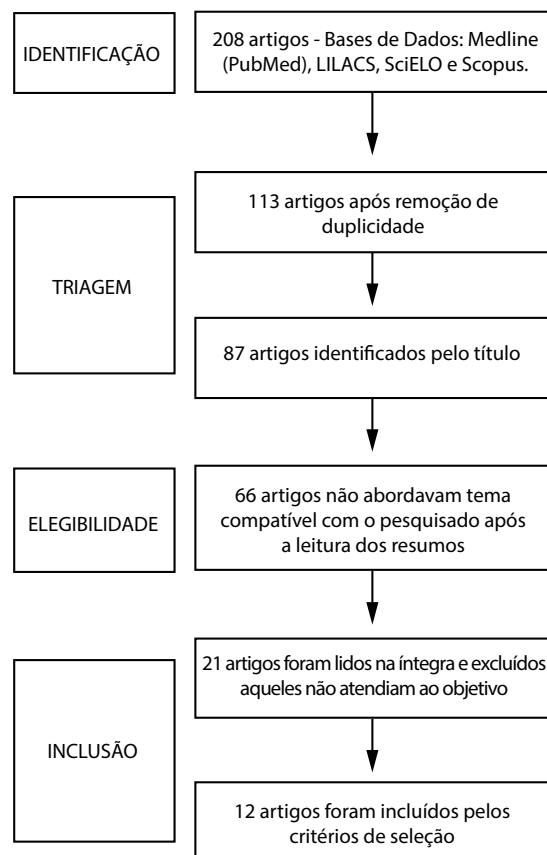 IDENTIFICAÇÃO
208 artigos - Bases de Dados: Medline
(PubMed), LILACS, SciELO e Scopus.
TRIAGEM
113 artigos após remoção de
duplicidade
87 artigos identificados pelo título
ELEGIBILIDADE
66 artigos não abordavam tema
compatível com o pesquisado após
a leitura dos resumos
INCLUSÃO
21 artigos foram lidos na íntegra e excluídos
aqueles não atendiam ao objetivo
12 artigos foram incluídos pelos
critérios de seleção